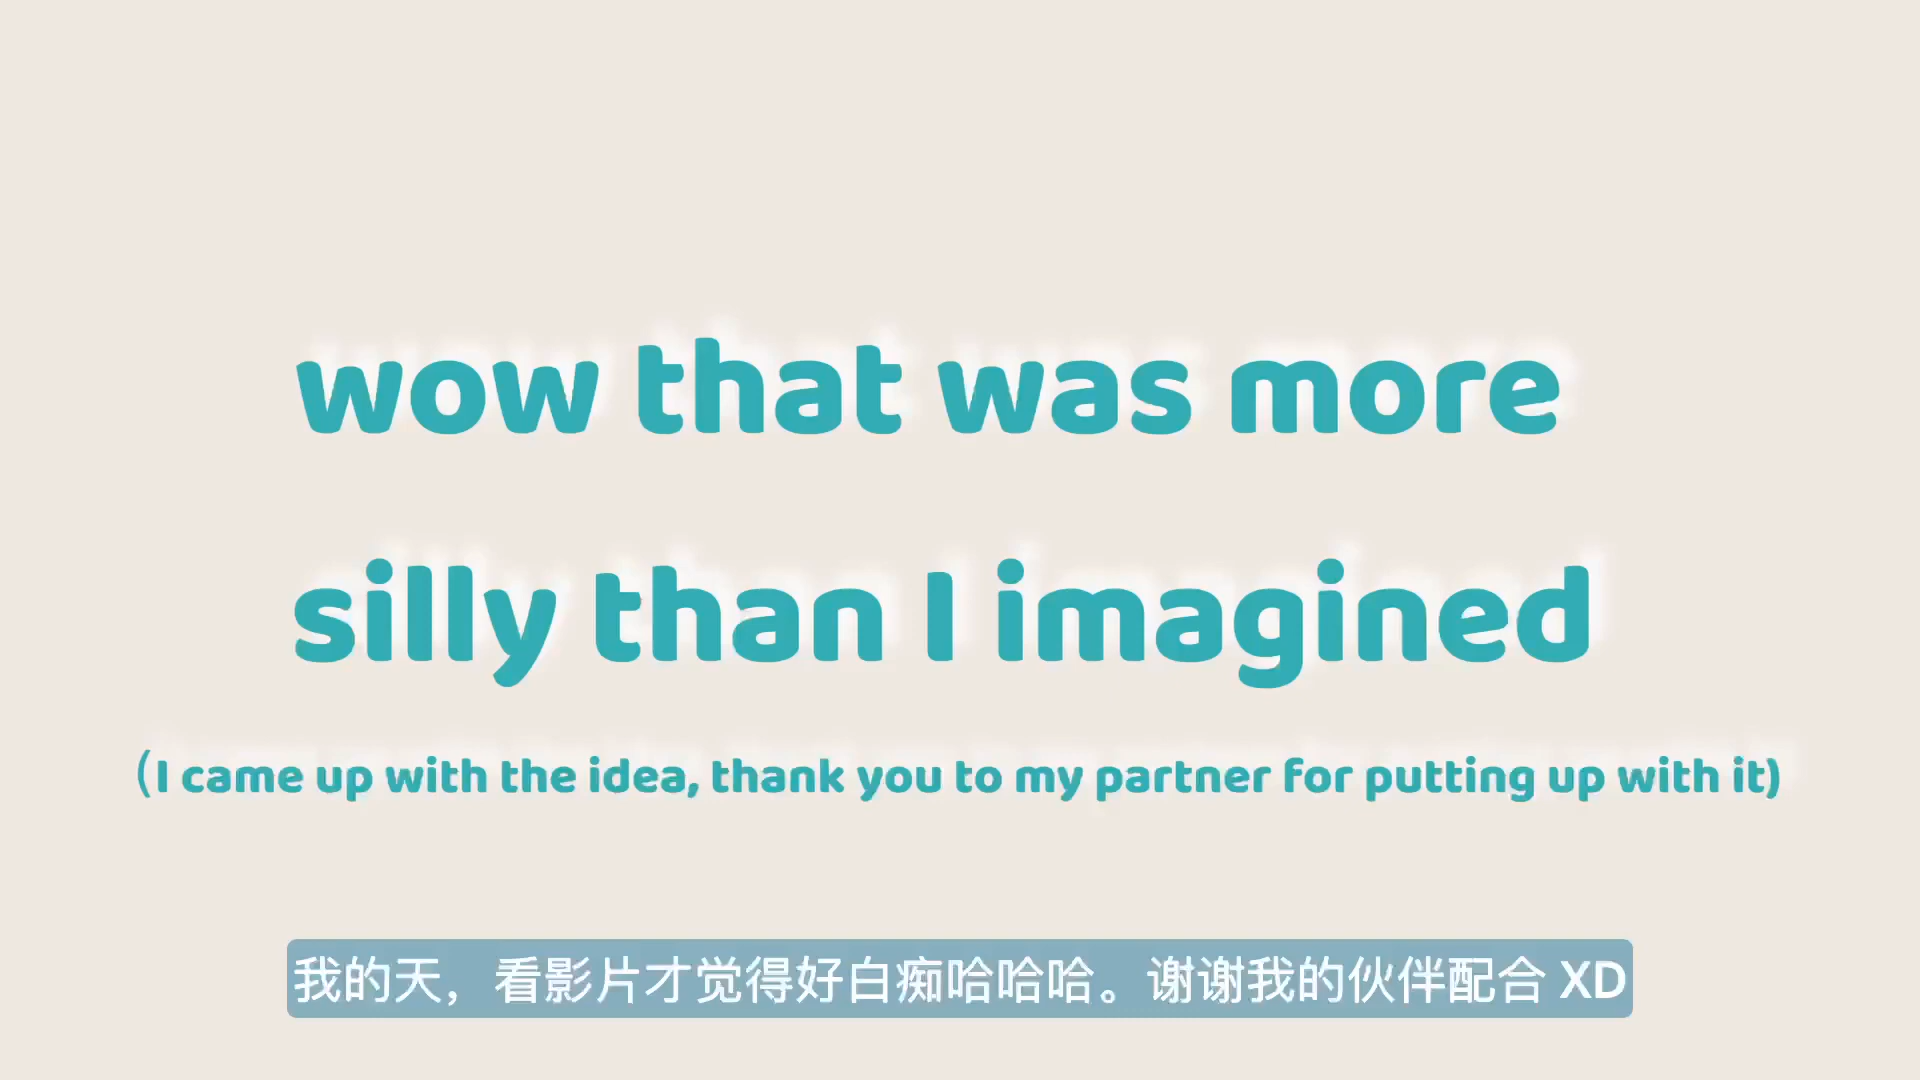 wow that was more
silly than I imagined
(I came up with the idea, thank you to my partner for putting up with it)
我的天，看影片才觉得好白痴哈哈哈。谢谢我的伙伴配合 XD